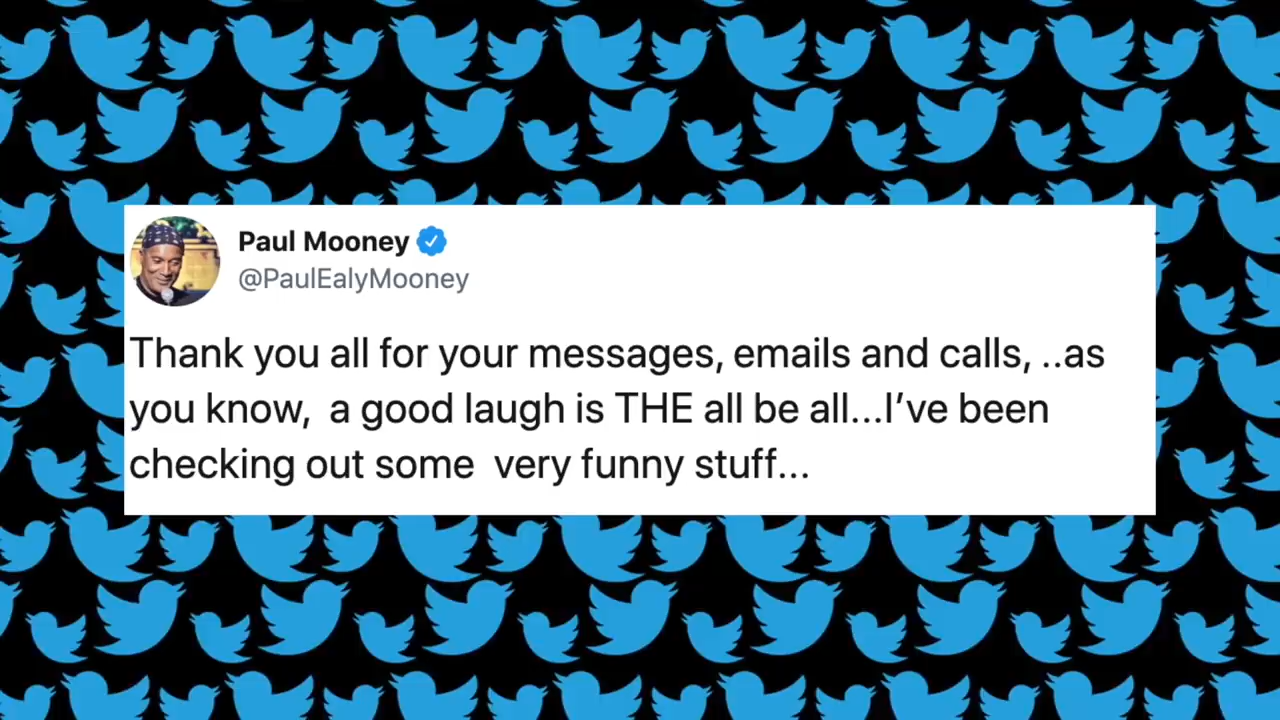 Paul Mooney
@PaulEalyMooney
Thank you all for your messages, emails and calls, ..as
you know,  a good laugh is THE all be all...I’ve been
checking out some  very funny stuff...